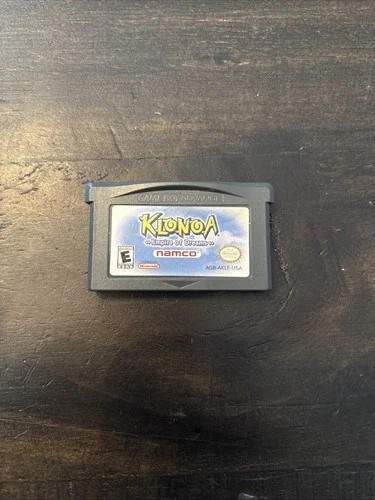 GAME BOY ADVANCE
KLONOA
Empire of Dreams
namco
E
Nintendo
AGB-AKLE-USA